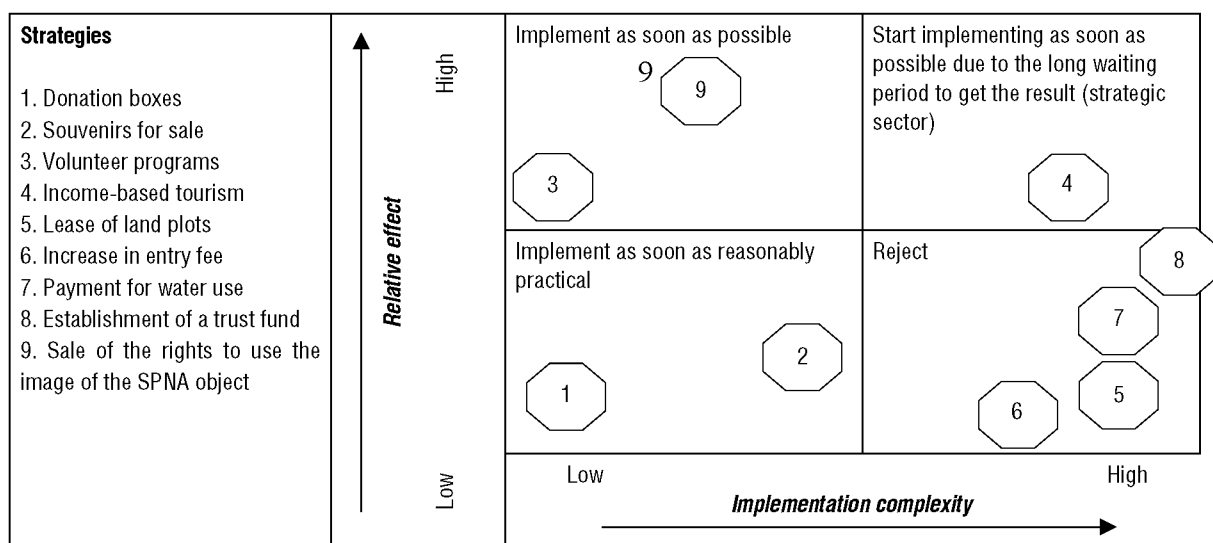 Strategies
1. Donation boxes
2. Souvenirs for sale
3. Volunteer programs
4. Income-based tourism
5. Lease of land plots
6. Increase in entry fee
7. Payment for water use
8. Establishment of a trust fund
9. Sale of the rights to use the
image of the SPNA object
Relative effect
High
Low
Implement as soon as possible
9
9
3
Start implementing as soon as
possible due to the long waiting
period to get the result (strategic
sector)
4
Implement as soon as reasonably
practical
2
1
Reject
8
7
5
6
Low
High
Implementation complexity